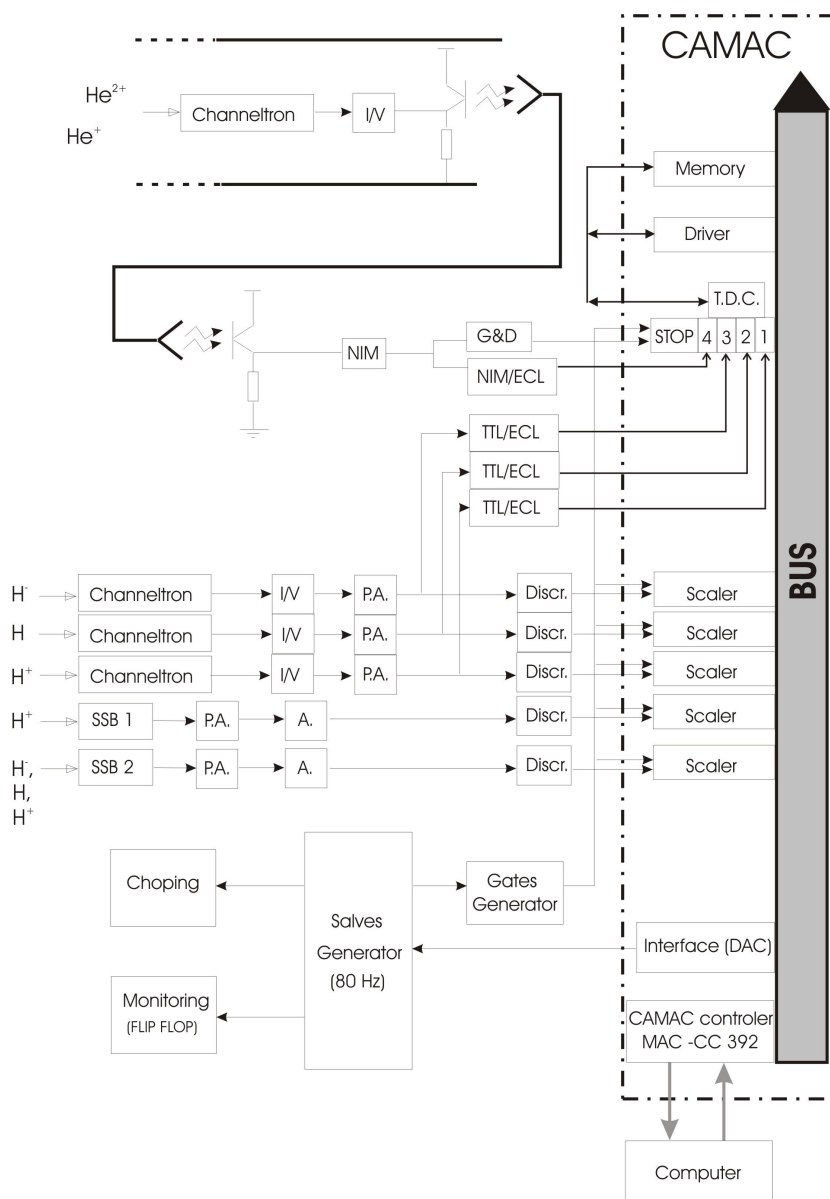 CAMAC
He2+
He+
Channeltron
I/V
Memory
Driver
T.D.C.
STOP 4 3 2 1
G&D
NIM
NIM/ECL
TTL/ECL
TTL/ECL
TTL/ECL
BUS
H- Channeltron I/V P.A. Discr. Scaler
H Channeltron I/V P.A. Discr. Scaler
H+ Channeltron I/V P.A. Discr. Scaler
H+ SSB 1 P.A. A. Discr. Scaler
H-, SSB 2 P.A. A. Discr. Scaler
H,
H+
Choping
Salves
Generator
(80 Hz)
Gates
Generator
Interface (DAC)
Monitoring
(FLIP FLOP)
CAMAC controler
MAC -CC 392
Computer